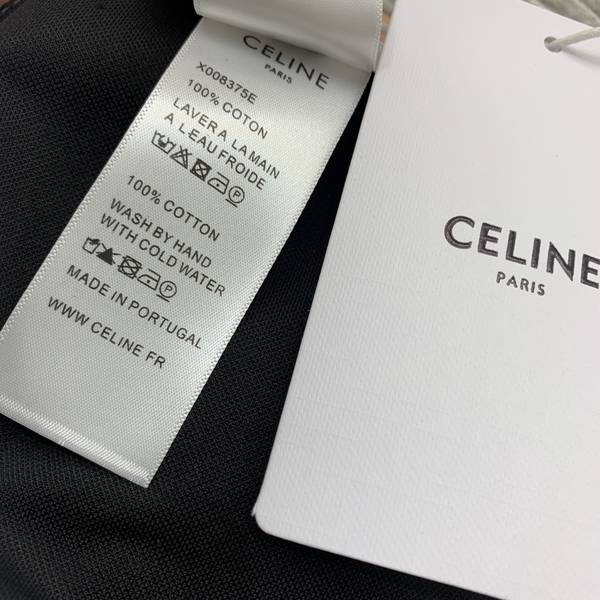 CELINE
PARIS
X008375E
100% COTON
LAVER A LA MAIN
A L EAU FROIDE
P
100% COTTON
WASH BY HAND
WITH COLD WATER
P
MADE IN PORTUGAL
WWW CELINE FR
CELINE
PARIS